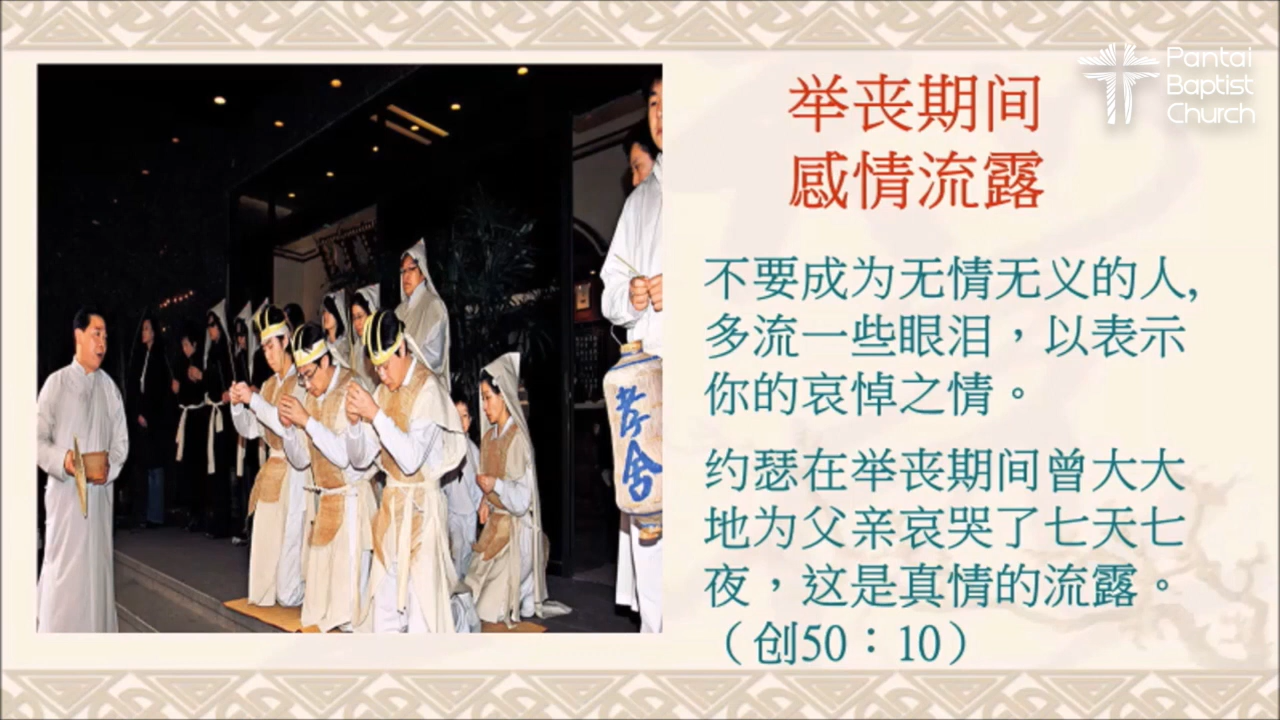 举丧期间
感情流露
Pantai
Baptist
Church
不要成为无情无义的人,
多流一些眼泪，以表示
你的哀悼之情。
约瑟在举丧期间曾大大
地为父亲哀哭了七天七
夜，这是真情的流露。
（创50：10）
孝
舍